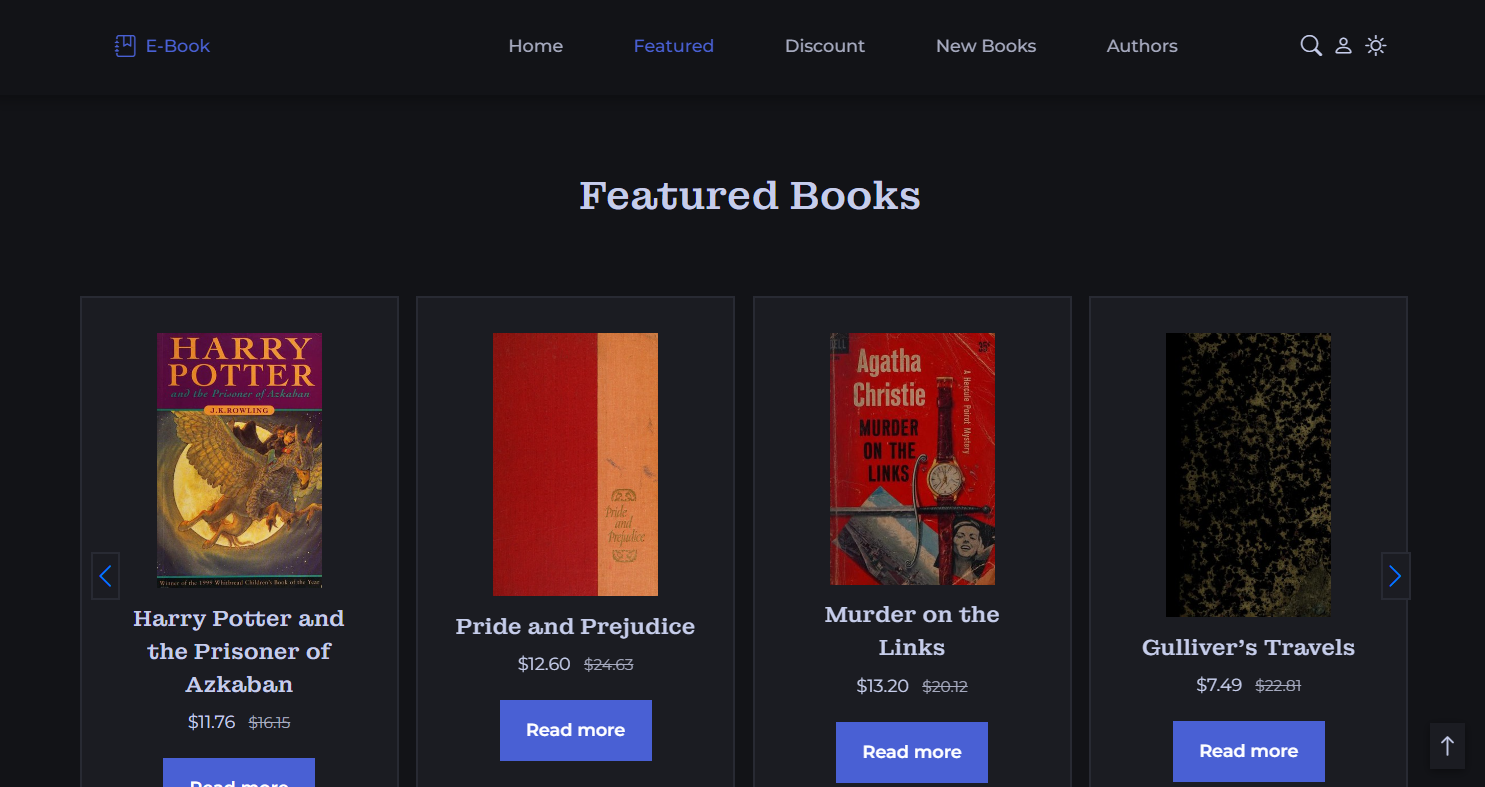 E-Book
Home
Featured
Discount
New Books
Authors
Featured Books
HARRY
POTTER
and the Prisoner of Azkaban
J.K.ROWLING
Winner of the 1999 Whitbread Children's Book of the Year
Harry Potter and
the Prisoner of
Azkaban
$11.76 $16.15
Read more
Pride
and
Prejudice
Pride and Prejudice
$12.60 $24.63
Read more
Agatha
Christie
A Hercule Poirot Mystery
MURDER
ON THE
LINKS
Murder on the
Links
$13.20 $20.12
Read more
Gulliver’s Travels
$7.49 $22.81
Read more